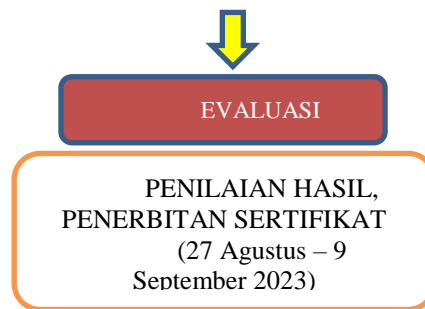 EVALUASI
PENILAIAN HASIL,
PENERBITAN SERTIFIKAT
(27 Agustus – 9
September 2023)